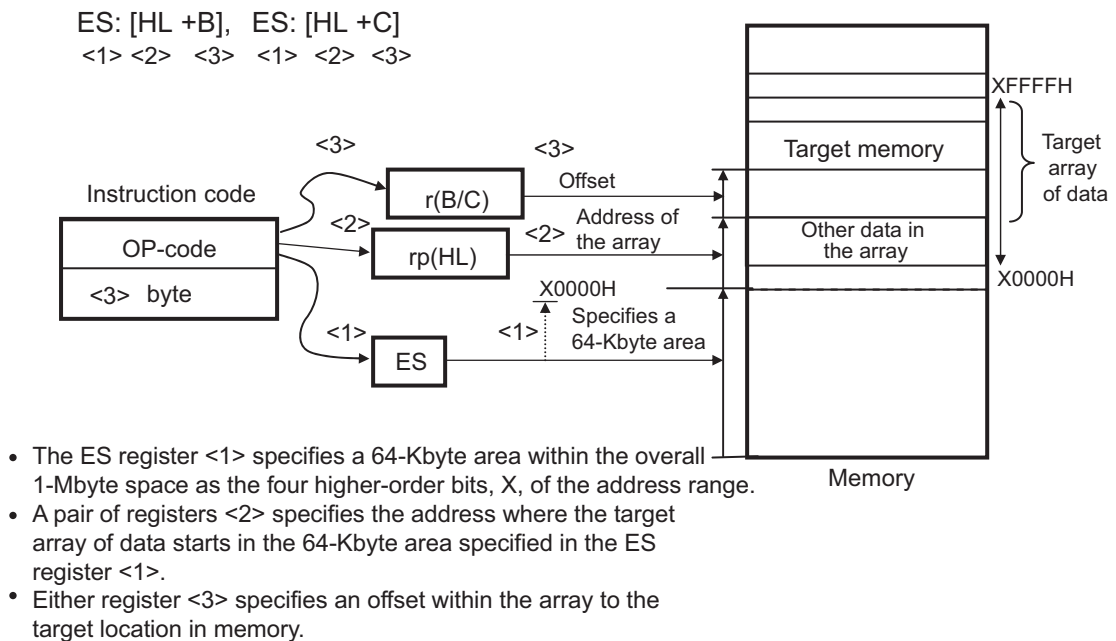 ES: [HL +B], ES: [HL +C]
<1> <2> <3> <1> <2> <3>
XFFFFH
Target
array
of data
Target memory
<3>
<3>
Instruction code
r(B/C)
Offset
OP-code
<2>
rp(HL)
<2>
Address of
the array
Other data in
the array
<3> byte
X0000H
X0000H
<1>
<1>
Specifies a
64-Kbyte area
ES
Memory
• The ES register <1> specifies a 64-Kbyte area within the overall
1-Mbyte space as the four higher-order bits, X, of the address range.
• A pair of registers <2> specifies the address where the target
array of data starts in the 64-Kbyte area specified in the ES
register <1>.
• Either register <3> specifies an offset within the array to the
target location in memory.